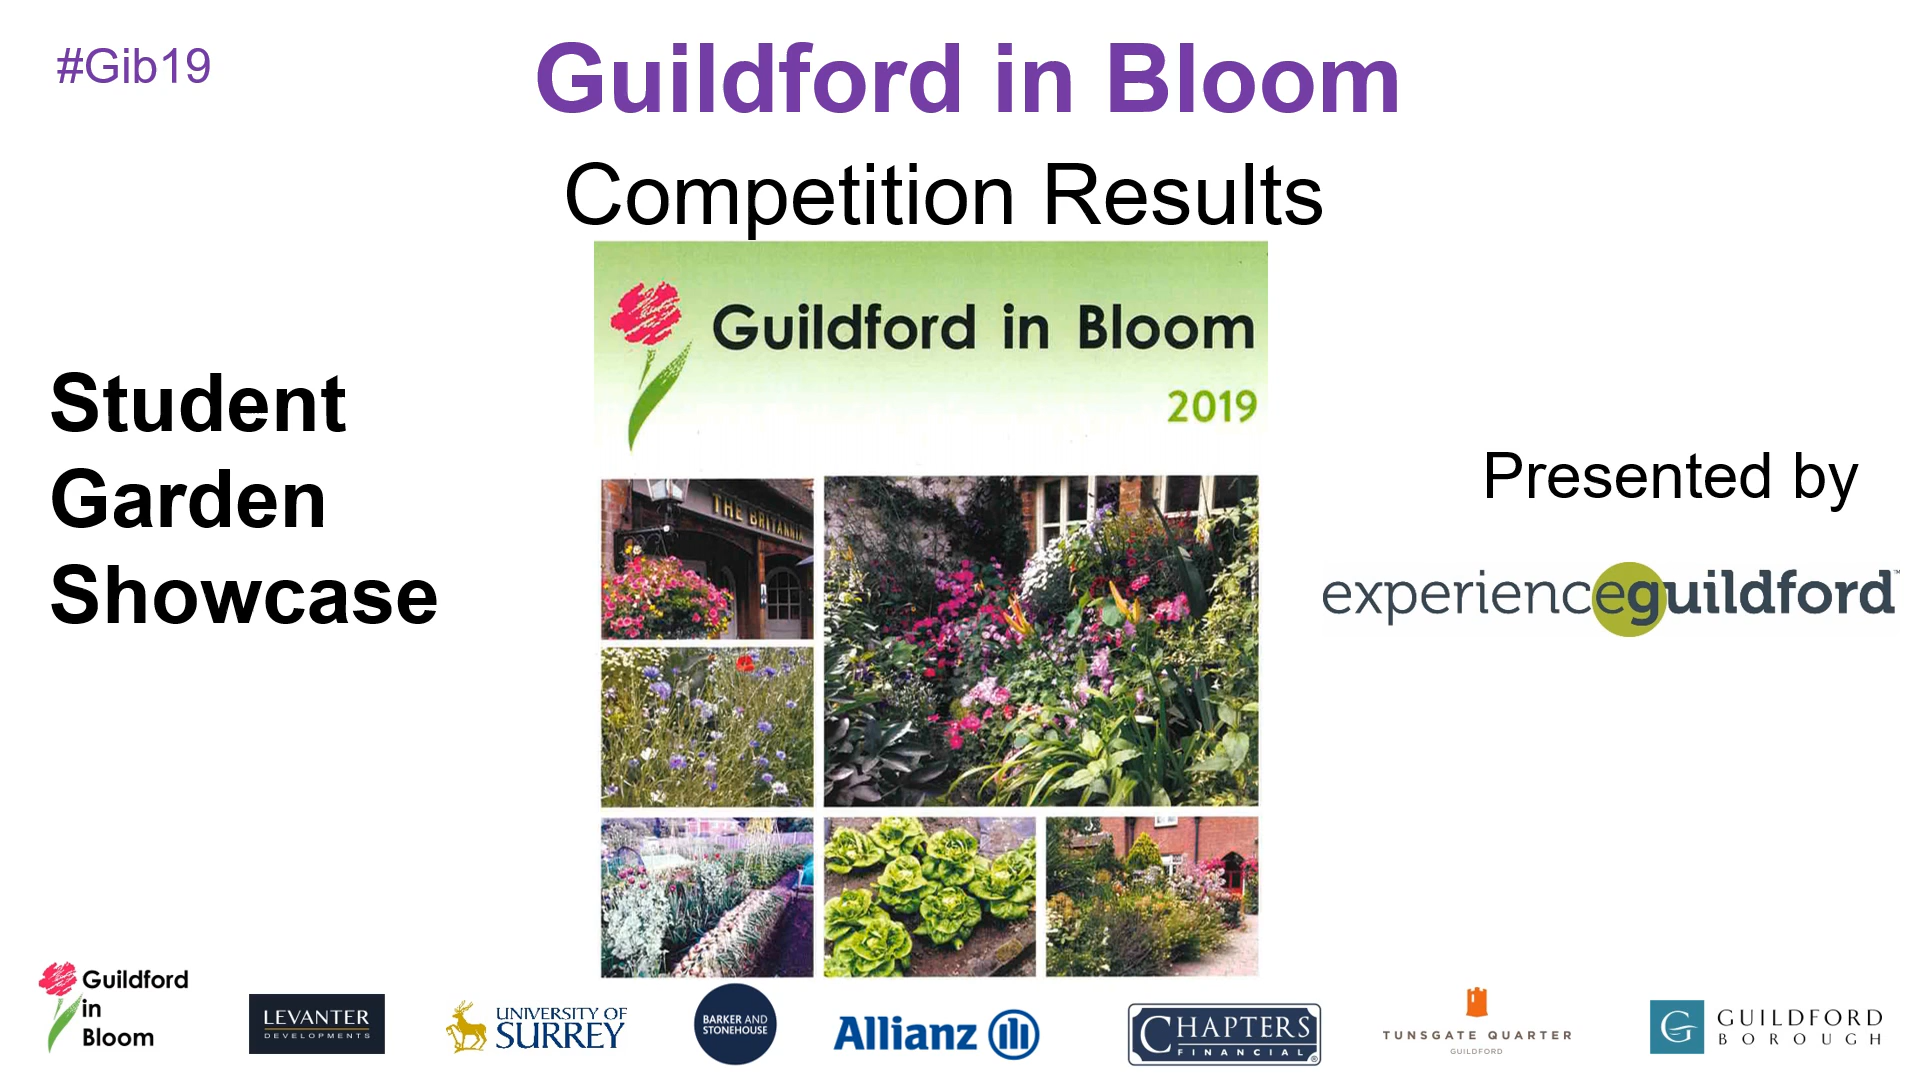 #Gib19
Guildford in Bloom
Competition Results
Guildford in Bloom
2019
THE BRITANNIA
Student
Garden
Showcase
Presented by
experienceguildford™
Guildford
in
Bloom
LEVANTER
DEVELOPMENTS
UNIVERSITY OF
SURREY
BARKER AND
STONEHOUSE
Allianz
CHAPTERS
FINANCIAL®
TUNSGATE QUARTER
GUILDFORD
G
GUILDFORD
BOROUGH